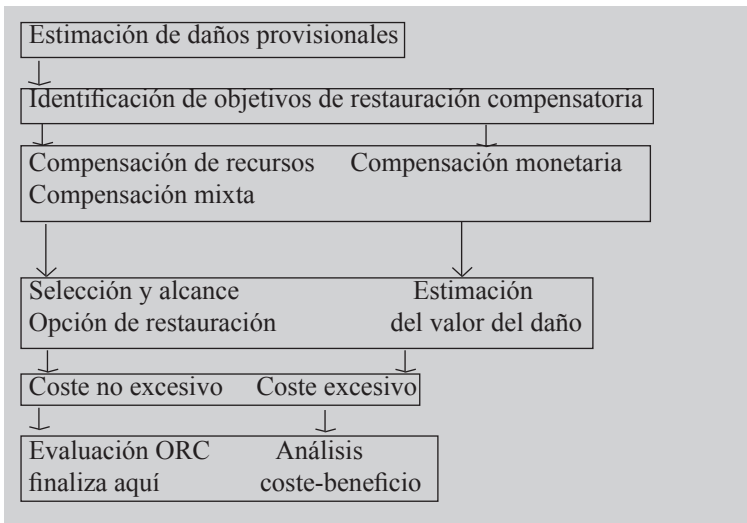 Estimación de daños provisionales
Identificación de objetivos de restauración compensatoria
Compensación de recursos Compensación monetaria
Compensación mixta
Selección y alcance Estimación
Opción de restauración del valor del daño
Coste no excesivo Coste excesivo
Evaluación ORC Análisis
finaliza aquí coste-beneficio